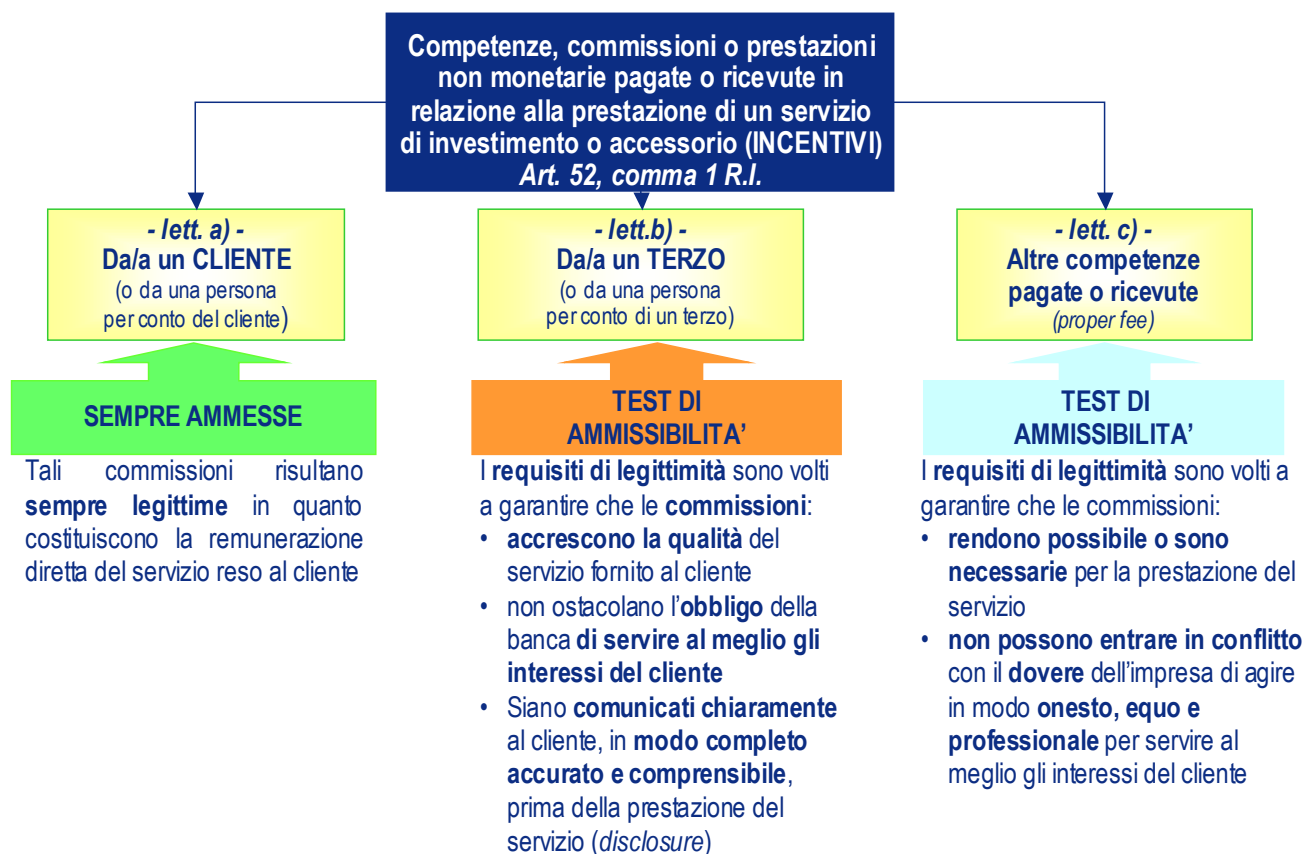 Competenze, commissioni o prestazioni
non monetarie pagate o ricevute in
relazione alla prestazione di un servizio
di investimento o accessorio (INCENTIVI)
Art. 52, comma 1 R.I.
- lett. a) -
Da/a un CLIENTE
(o da una persona
per conto del cliente)
SEMPRE AMMESSE
Tali commissioni risultano
sempre legittime in quanto
costituiscono la remunerazione
diretta del servizio reso al cliente
- lett.b) -
Da/a un TERZO
(o da una persona
per conto di un terzo)
TEST DI
AMMISSIBILITA’
I requisiti di legittimità sono volti
a garantire che le commissioni:
• accrescono la qualità del
servizio fornito al cliente
• non ostacolano l’obbligo della
banca di servire al meglio gli
interessi del cliente
• Siano comunicati chiaramente
al cliente, in modo completo
accurato e comprensibile,
prima della prestazione del
servizio (disclosure)
- lett. c) -
Altre competenze
pagate o ricevute
(proper fee)
TEST DI
AMMISSIBILITA’
I requisiti di legittimità sono volti a
garantire che le commissioni:
• rendono possibile o sono
necessarie per la prestazione del
servizio
• non possono entrare in conflitto
con il dovere dell’impresa di agire
in modo onesto, equo e
professionale per servire al
meglio gli interessi del cliente